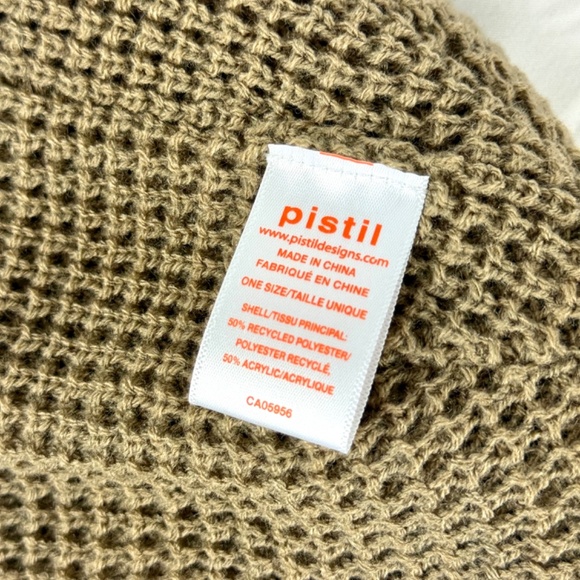 pistil
www.pistildesigns.com
MADE IN CHINA
FABRIQUÉ EN CHINE
ONE SIZE/TAILLE UNIQUE
SHELL/TISSU PRINCIPAL:
50% RECYCLED POLYESTER/
POLYESTER RECYCLÉ.
50% ACRYLIC/ACRYLIQUE
CA05956